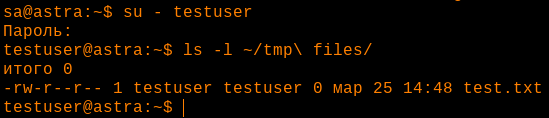 sa@astra:~$ su - testuser
Пароль:
testuser@astra:~$ ls -l ~/tmp\ files/
итого 0
-rw-r--r-- 1 testuser testuser 0 мар 25 14:48 test.txt
testuser@astra:~$